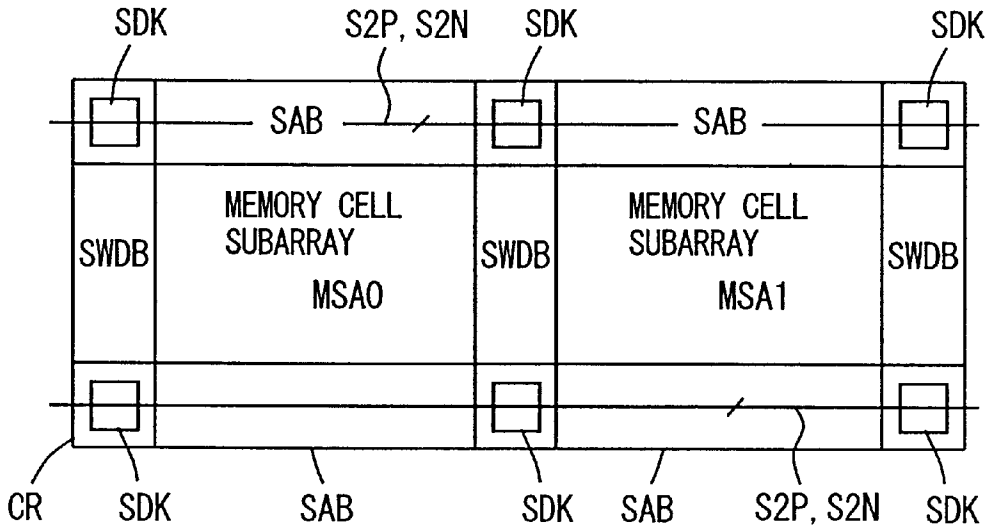 SDK
S2P, S2N
SDK
SDK
SAB
SAB
SWDB
MEMORY CELL
SUBARRAY
MSA0
SWDB
MEMORY CELL
SUBARRAY
MSA1
SWDB
CR
SDK
SAB
SDK
SAB
S2P, S2N
SDK